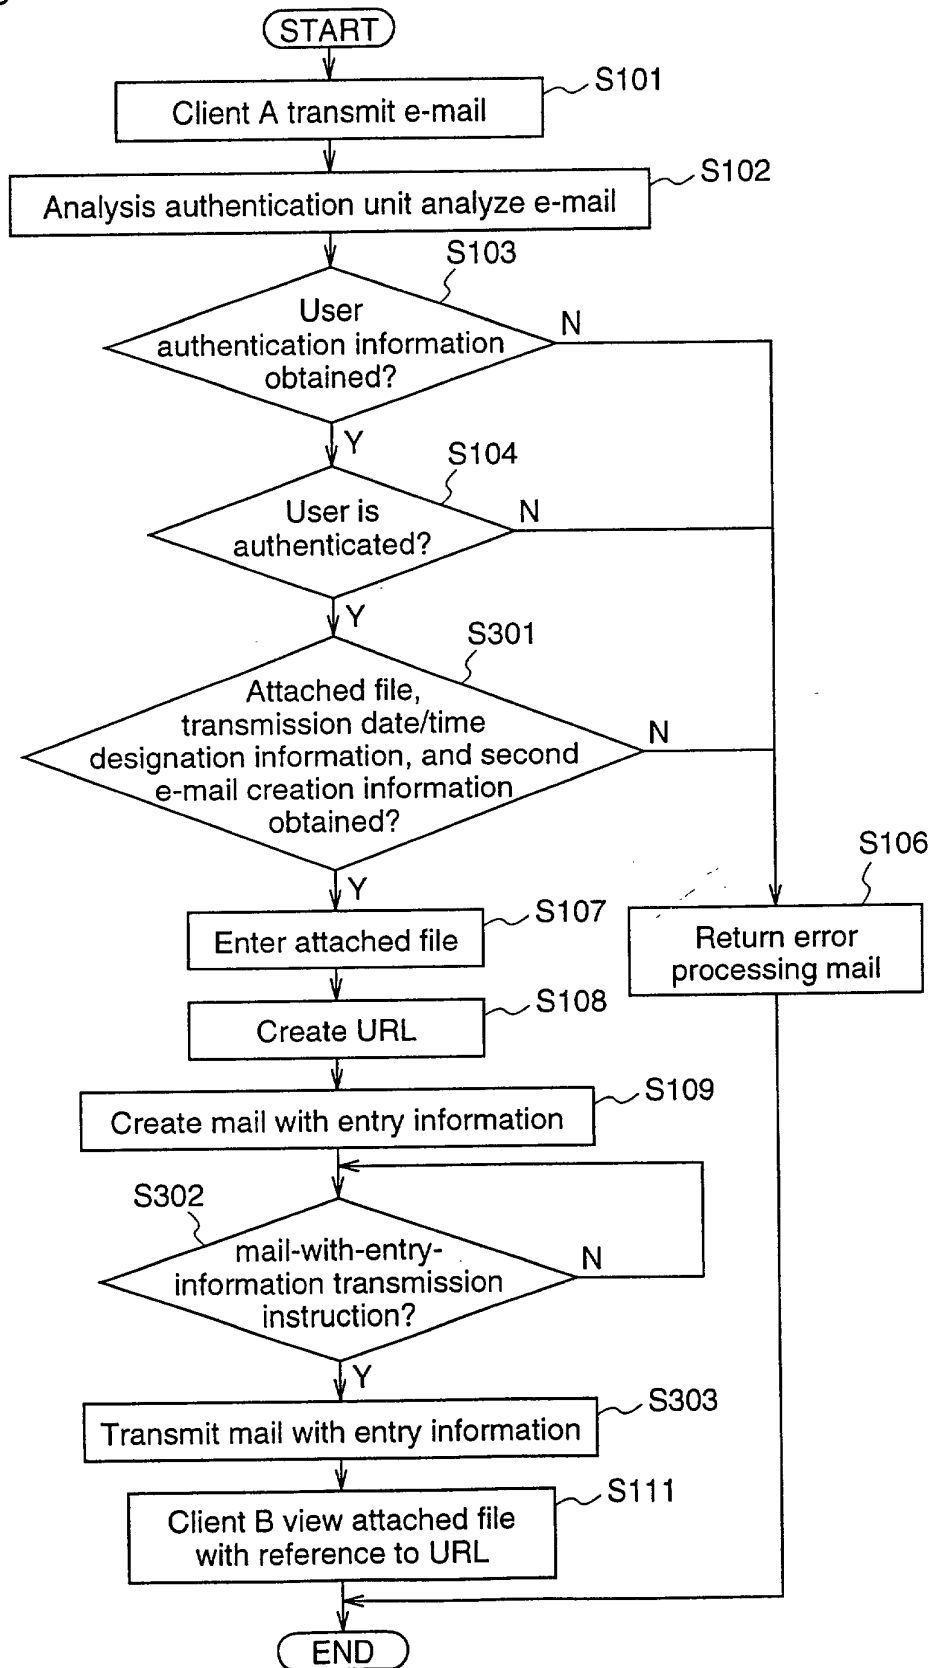 START
S101
Client A transmit e-mail
S102
Analysis authentication unit analyze e-mail
S103
User
authentication information
obtained?
N
Y
S104
User is
authenticated?
N
Y
S301
Attached file,
transmission date/time
designation information, and second
e-mail creation information
obtained?
N
Y
S106
Return error
processing mail
S107
Enter attached file
S108
Create URL
S109
Create mail with entry information
S302
mail-with-entry-
information transmission
instruction?
N
Y
S303
Transmit mail with entry information
S111
Client B view attached file
with reference to URL
END